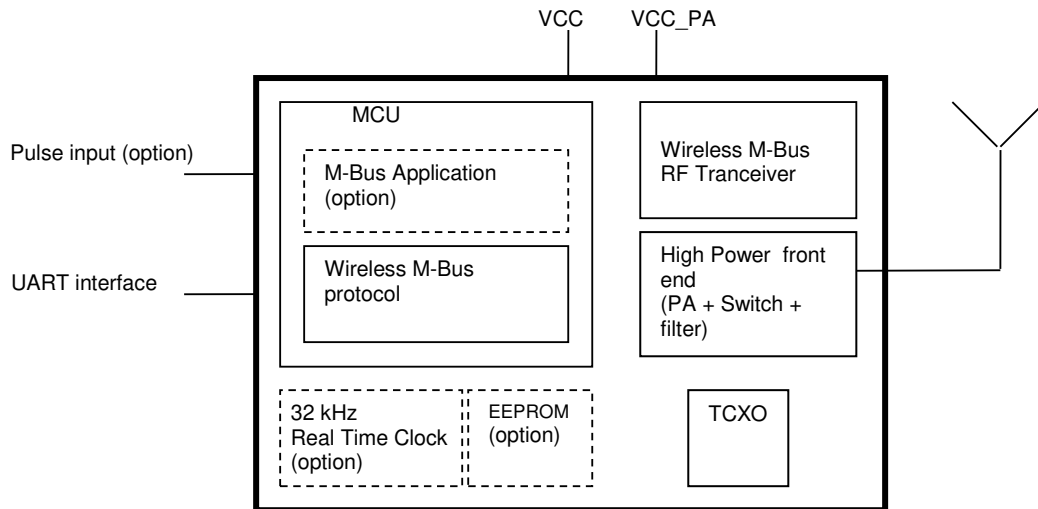 VCC
VCC_PA
MCU
Pulse input (option)
M-Bus Application
(option)
Wireless M-Bus
RF Tranceiver
UART interface
Wireless M-Bus
protocol
High Power front
end
(PA + Switch +
filter)
32 kHz
Real Time Clock
(option)
EEPROM
(option)
TCXO